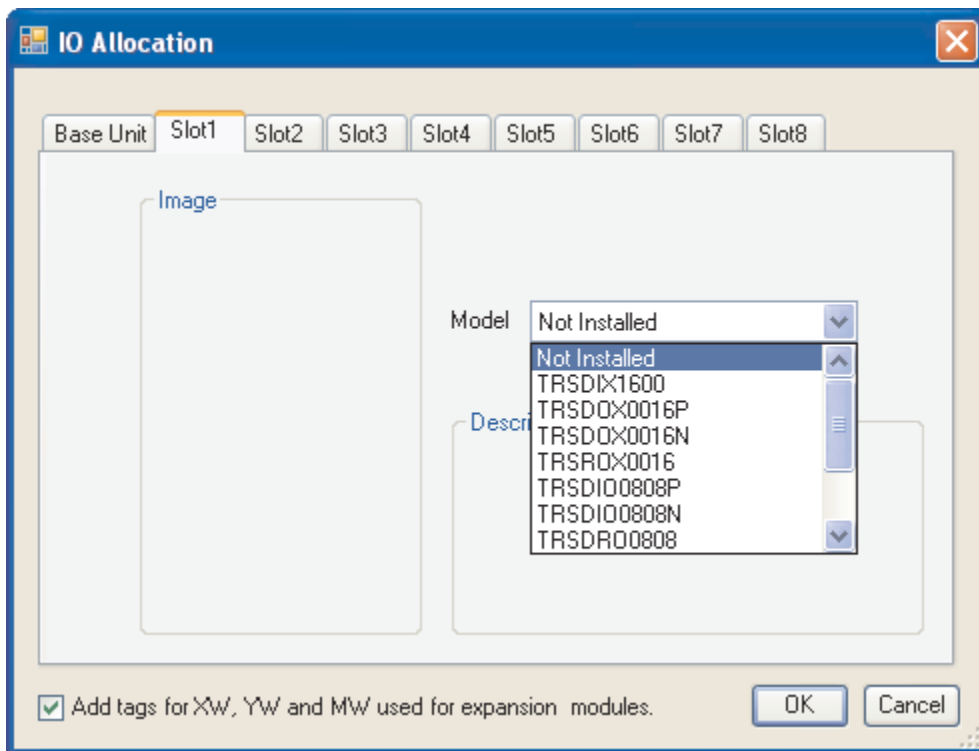 IO Allocation
Base Unit Slot1 Slot2 Slot3 Slot4 Slot5 Slot6 Slot7 Slot8
Image
Model Not Installed
Not Installed
TRSDIX1600
TRSDOX0016P
Descri TRSDOX0016N
TRSROX0016
TRSDIO0808P
TRSDIO0808N
TRSDRO0808
Add tags for XW, YW and MW used for expansion modules.
OK Cancel